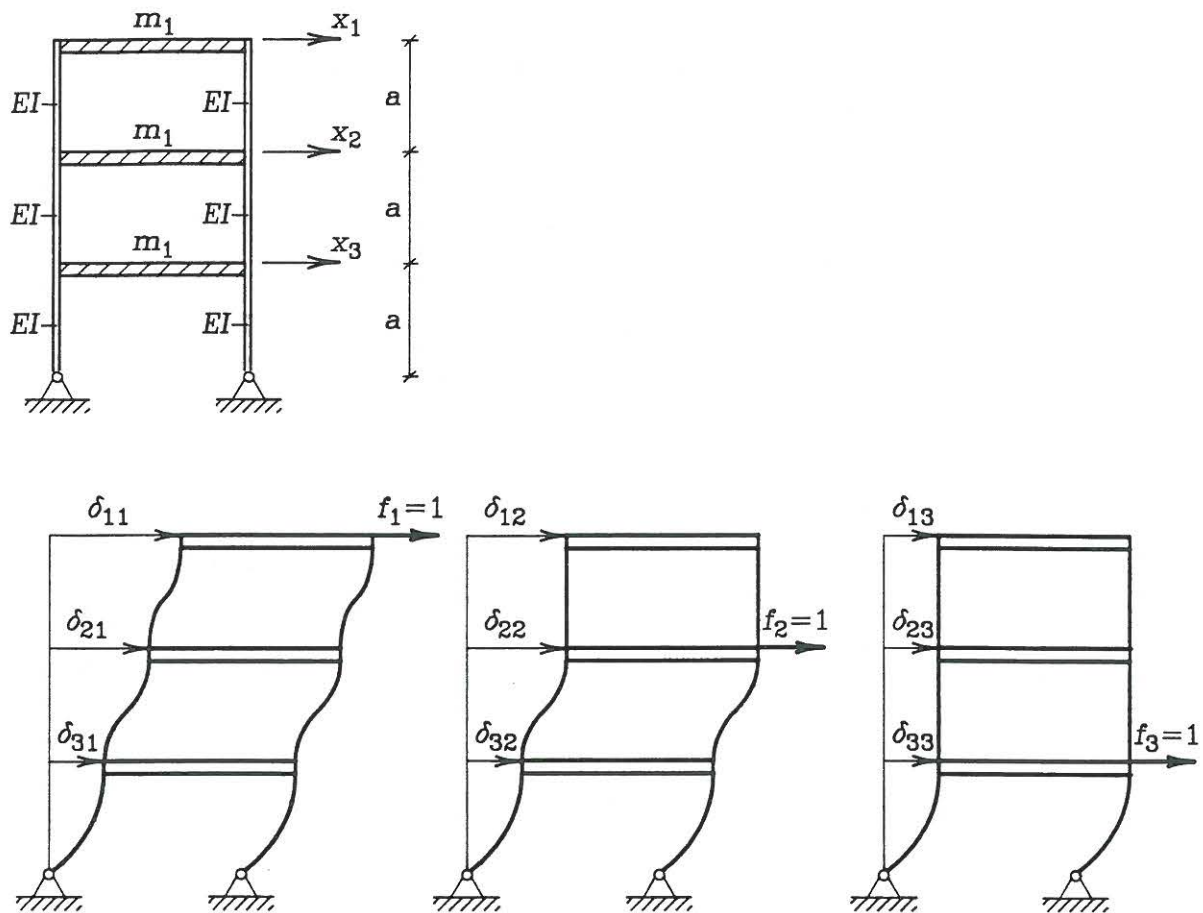 m₁ x₁
EI EI a
m₁ x₂
EI EI a
m₁ x₃
EI EI a
δ₁₁ f₁=1 δ₁₂ δ₁₃
δ₂₁ δ₂₂ f₂=1 δ₂₃
δ₃₁ δ₃₂ δ₃₃ f₃=1